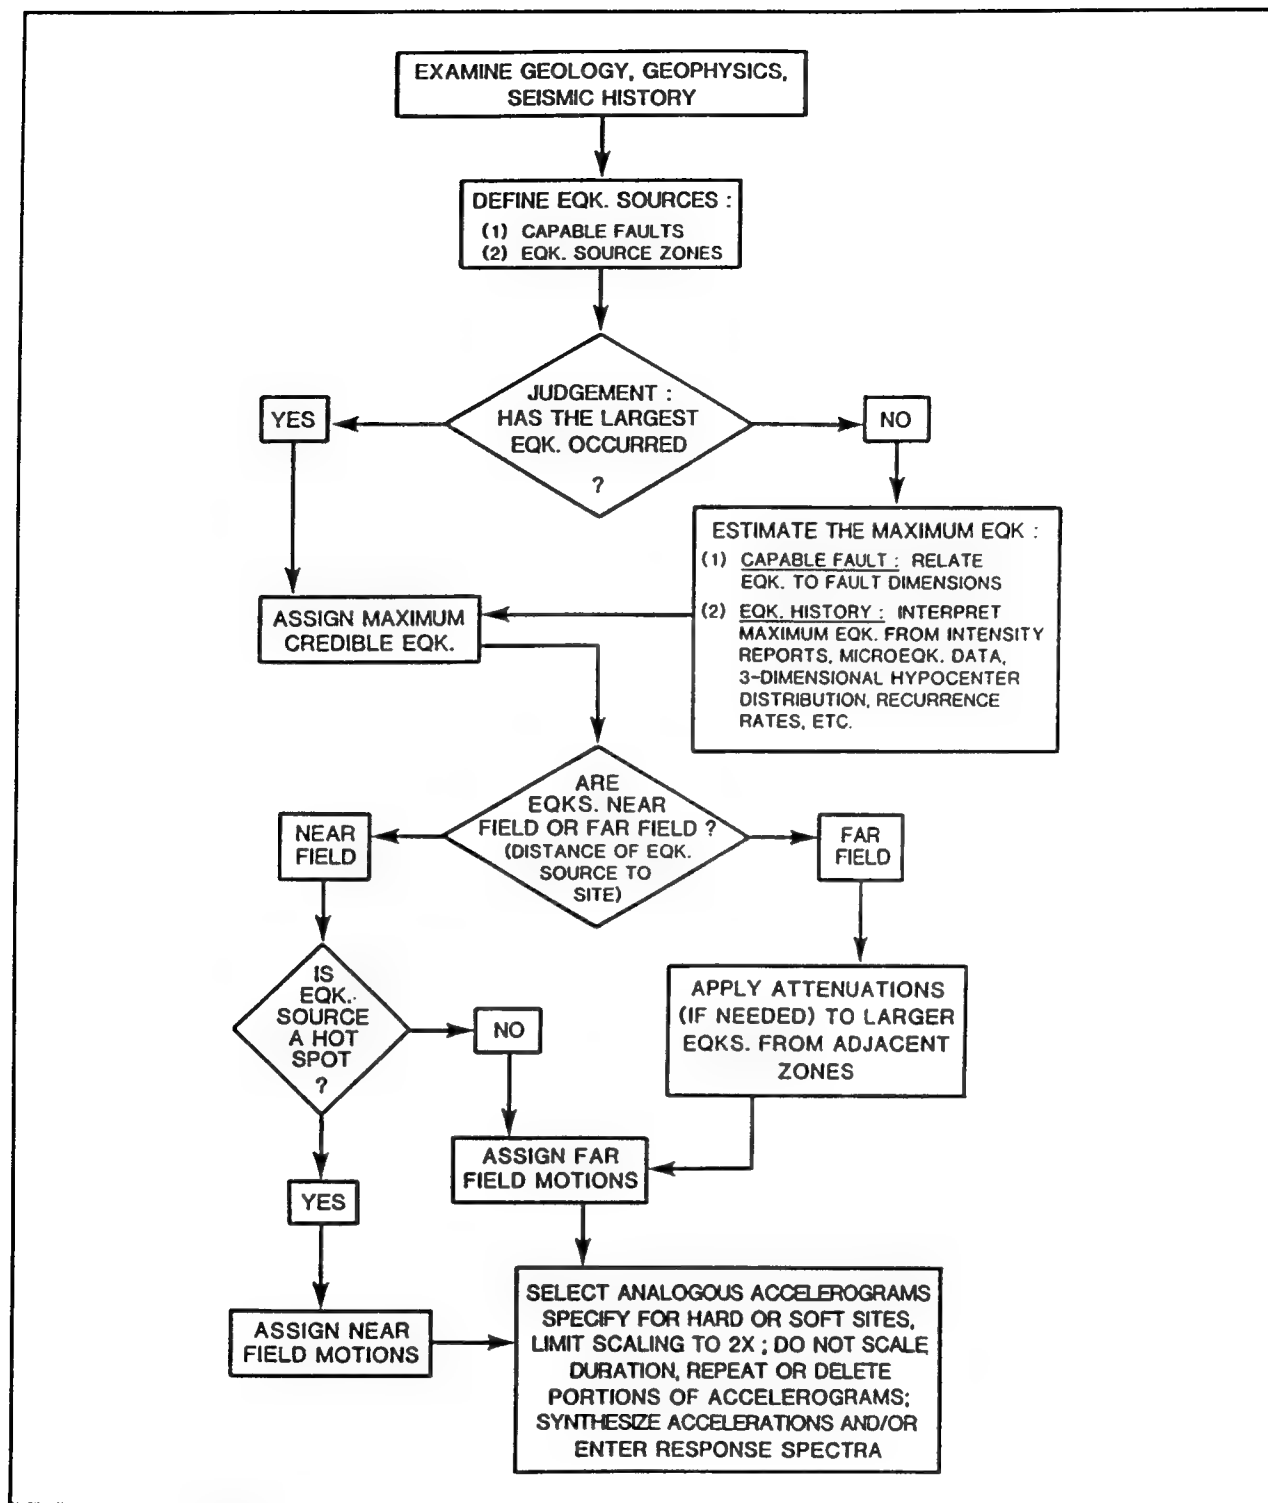 EXAMINE GEOLOGY, GEOPHYSICS,
SEISMIC HISTORY
DEFINE EQK. SOURCES :
(1) CAPABLE FAULTS
(2) EQK. SOURCE ZONES
JUDGEMENT :
HAS THE LARGEST
EQK. OCCURRED
?
YES
NO
ESTIMATE THE MAXIMUM EQK :
(1) CAPABLE FAULT : RELATE
EQK. TO FAULT DIMENSIONS
(2) EQK. HISTORY : INTERPRET
MAXIMUM EQK. FROM INTENSITY
REPORTS, MICROEQK. DATA,
3-DIMENSIONAL HYPOCENTER
DISTRIBUTION, RECURRENCE
RATES, ETC.
ASSIGN MAXIMUM
CREDIBLE EQK.
ARE
EQKS. NEAR
FIELD OR FAR FIELD ?
(DISTANCE OF EQK.
SOURCE TO
SITE)
NEAR
FIELD
FAR
FIELD
IS
EQK.
SOURCE
A HOT
SPOT
?
NO
APPLY ATTENUATIONS
(IF NEEDED) TO LARGER
EQKS. FROM ADJACENT
ZONES
ASSIGN FAR
FIELD MOTIONS
YES
ASSIGN NEAR
FIELD MOTIONS
SELECT ANALOGOUS ACCELEROGRAMS
SPECIFY FOR HARD OR SOFT SITES,
LIMIT SCALING TO 2X ; DO NOT SCALE
DURATION, REPEAT OR DELETE
PORTIONS OF ACCELEROGRAMS;
SYNTHESIZE ACCELERATIONS AND/OR
ENTER RESPONSE SPECTRA